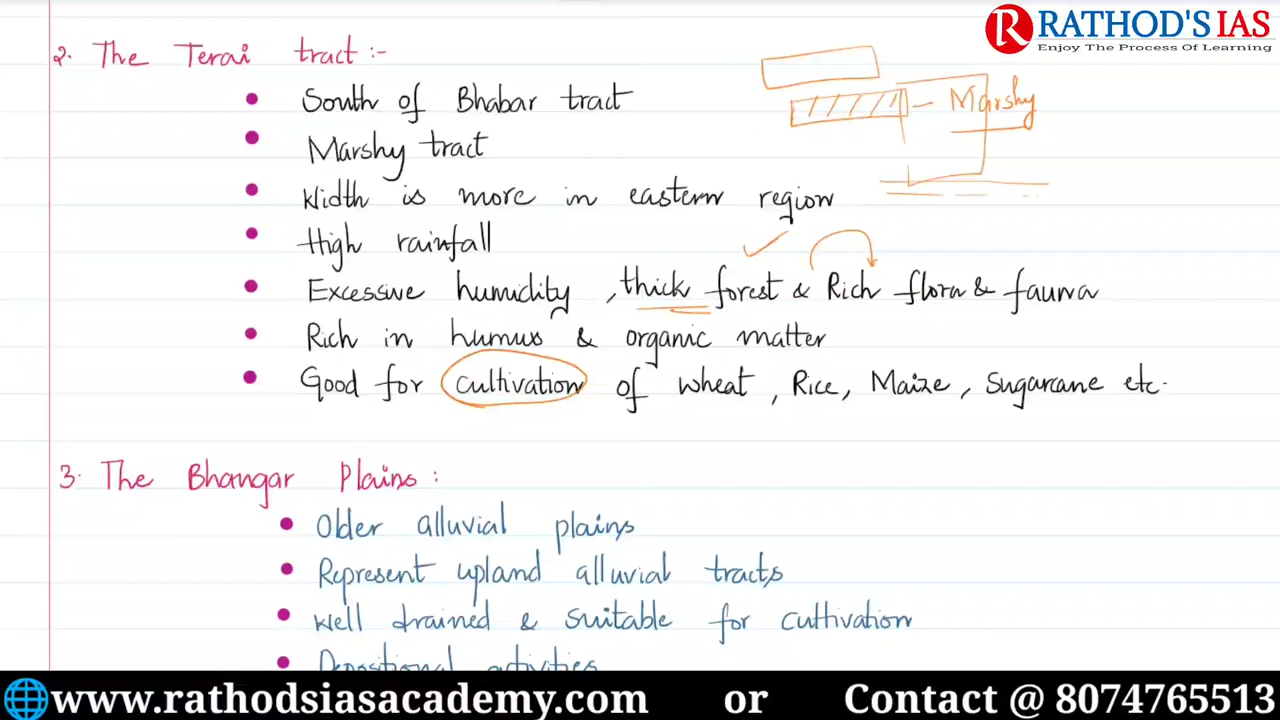 RATHOD'S IAS
Enjoy The Process Of Learning
2. The Terai tract :-
South of Bhabar tract
Marshy
Marshy tract
Width is more in eastern region
High rainfall
Excessive humidity, thick forest & Rich flora & fauna
Rich in humus & organic matter
Good for cultivation of wheat, Rice, Maize, Sugarcane etc.
3. The Bhangar Plains :
Older alluvial plains
Represent upland alluvial tracts
Well drained & suitable for cultivation
Depositional activities
www.rathodsiasacademy.com or Contact @ 8074765513